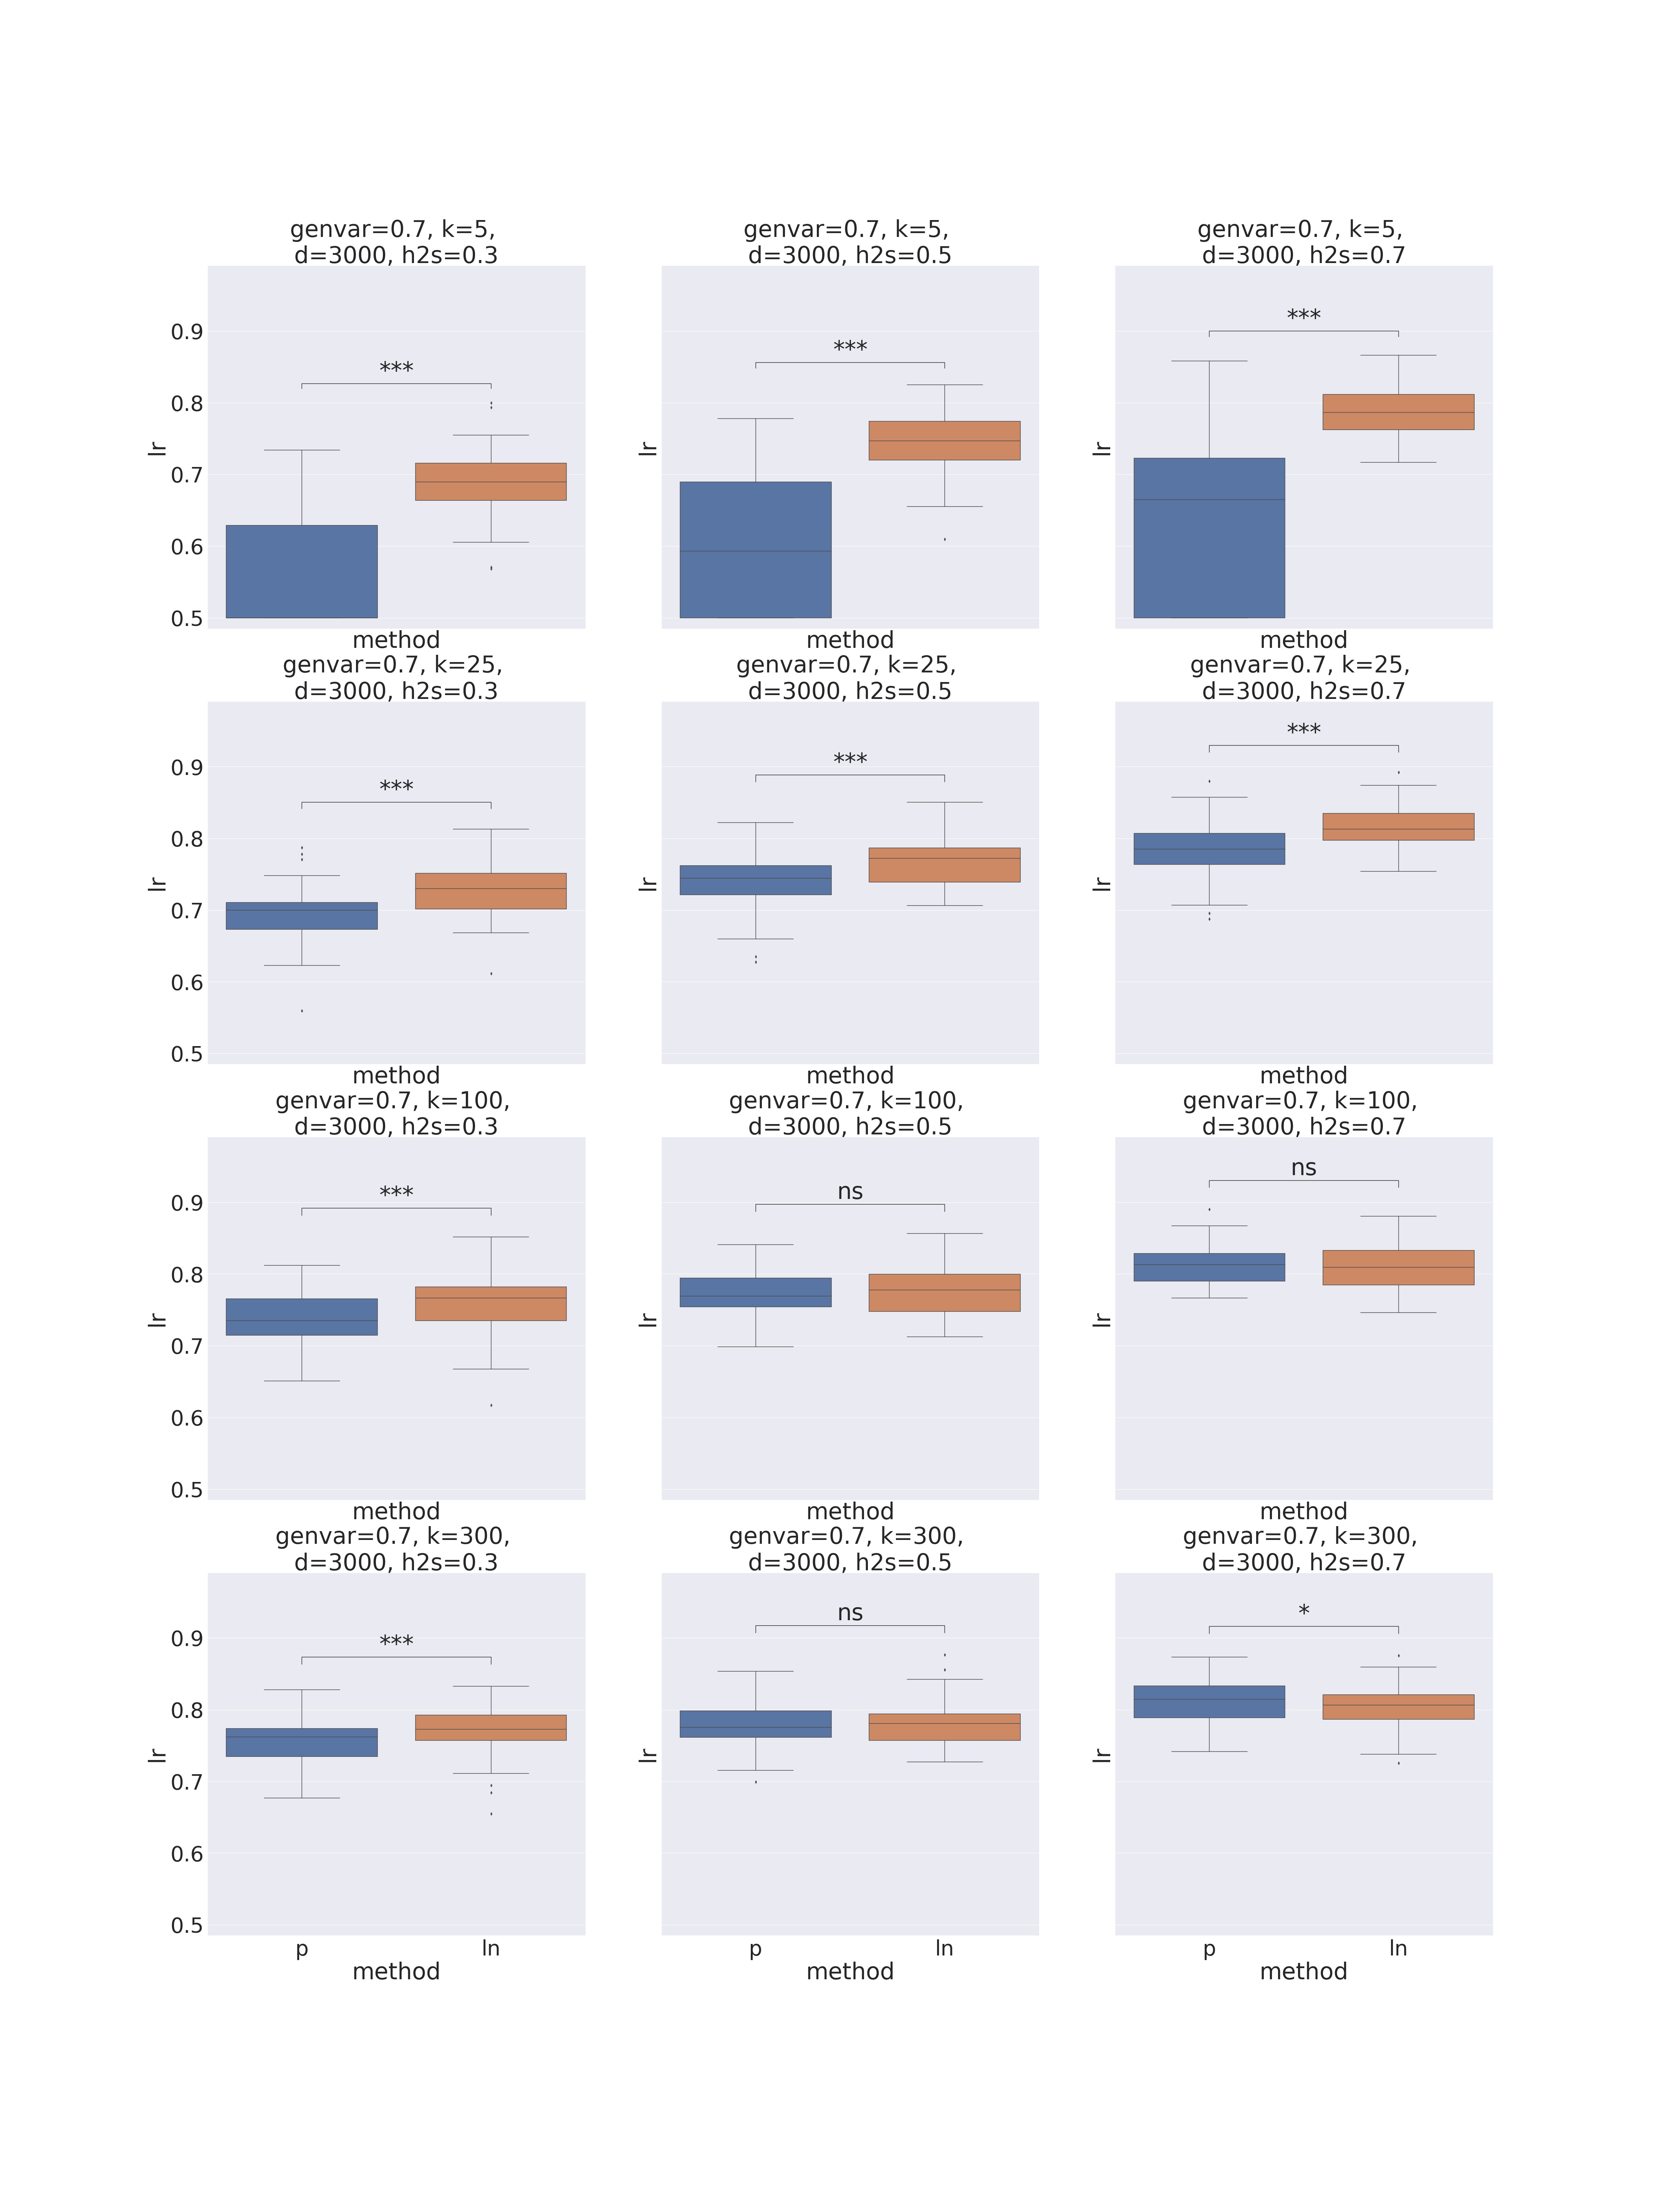 genvar=0.7, k=5,
d=3000, h2s=0.3
genvar=0.7, k=5,
d=3000, h2s=0.5
genvar=0.7, k=5,
d=3000, h2s=0.7
lr
0.9
0.8
0.7
0.6
0.5
***
method
lr
***
method
lr
***
method
genvar=0.7, k=25,
d=3000, h2s=0.3
genvar=0.7, k=25,
d=3000, h2s=0.5
genvar=0.7, k=25,
d=3000, h2s=0.7
lr
0.9
0.8
0.7
0.6
0.5
***
method
lr
***
method
lr
***
method
genvar=0.7, k=100,
d=3000, h2s=0.3
genvar=0.7, k=100,
d=3000, h2s=0.5
genvar=0.7, k=100,
d=3000, h2s=0.7
lr
0.9
0.8
0.7
0.6
0.5
***
method
lr
ns
method
lr
ns
method
genvar=0.7, k=300,
d=3000, h2s=0.3
genvar=0.7, k=300,
d=3000, h2s=0.5
genvar=0.7, k=300,
d=3000, h2s=0.7
lr
0.9
0.8
0.7
0.6
0.5
***
p ln
method
lr
ns
p ln
method
lr
*
p ln
method